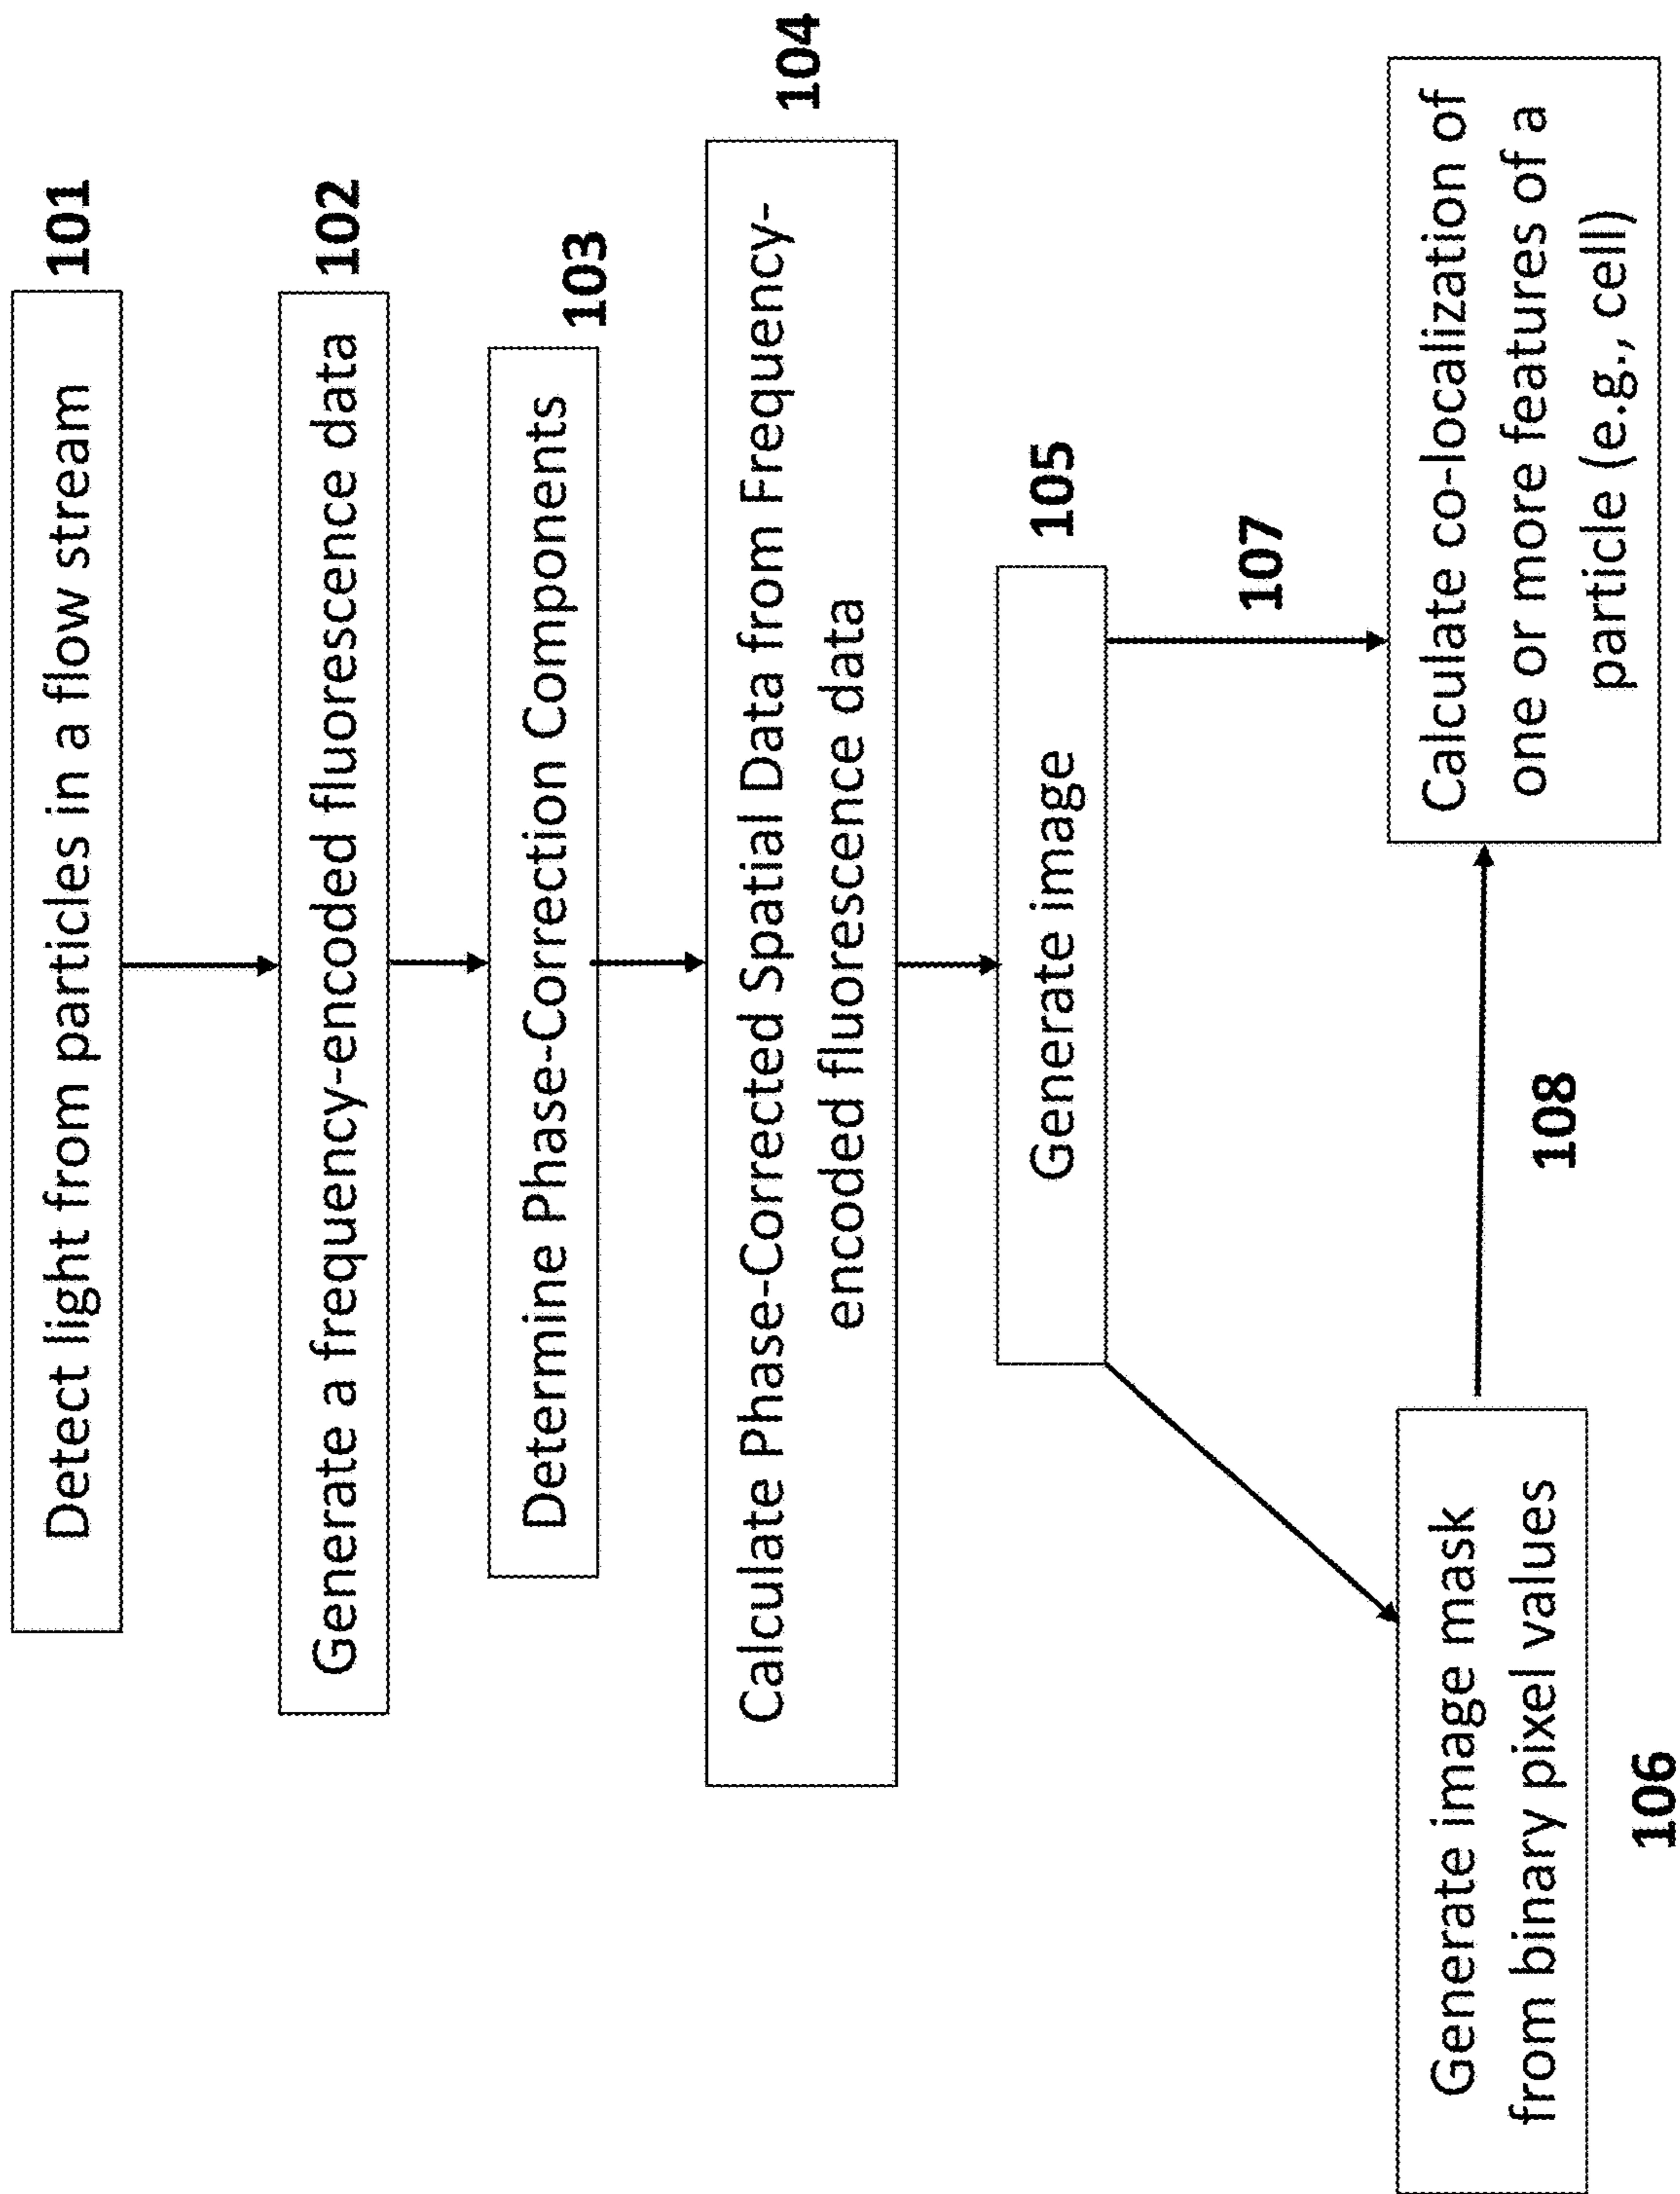 Detect light from particles in a flow stream
101
Generate a frequency-encoded fluorescence data
102
Determine Phase-Correction Components
103
Calculate Phase-Corrected Spatial Data from Frequency-
encoded fluorescence data
104
Generate image
105
107
Generate image mask
from binary pixel values
106
108
Calculate co-localization of
one or more features of a
particle (e.g., cell)